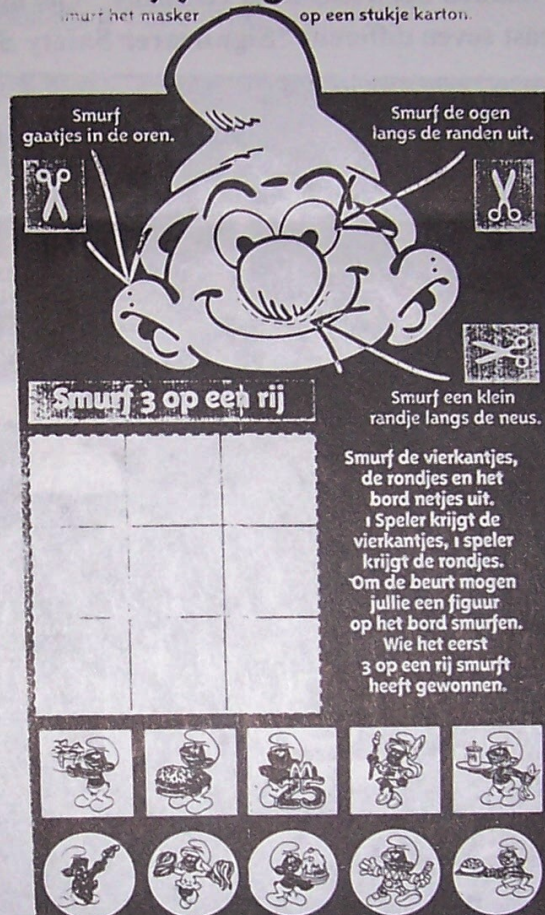 smurf het masker op een stukje karton.
Smurf
gaatjes in de oren.
Smurf de ogen
langs de randen uit.
Smurf een klein
randje langs de neus.
Smurf 3 op een rij
Smurf de vierkantjes,
de rondjes en het
bord netjes uit.
1 Speler krijgt de
vierkantjes, 1 speler
krijgt de rondjes.
Om de beurt mogen
jullie een figuur
op het bord smurfen.
Wie het eerst
3 op een rij smurft
heeft gewonnen.
25